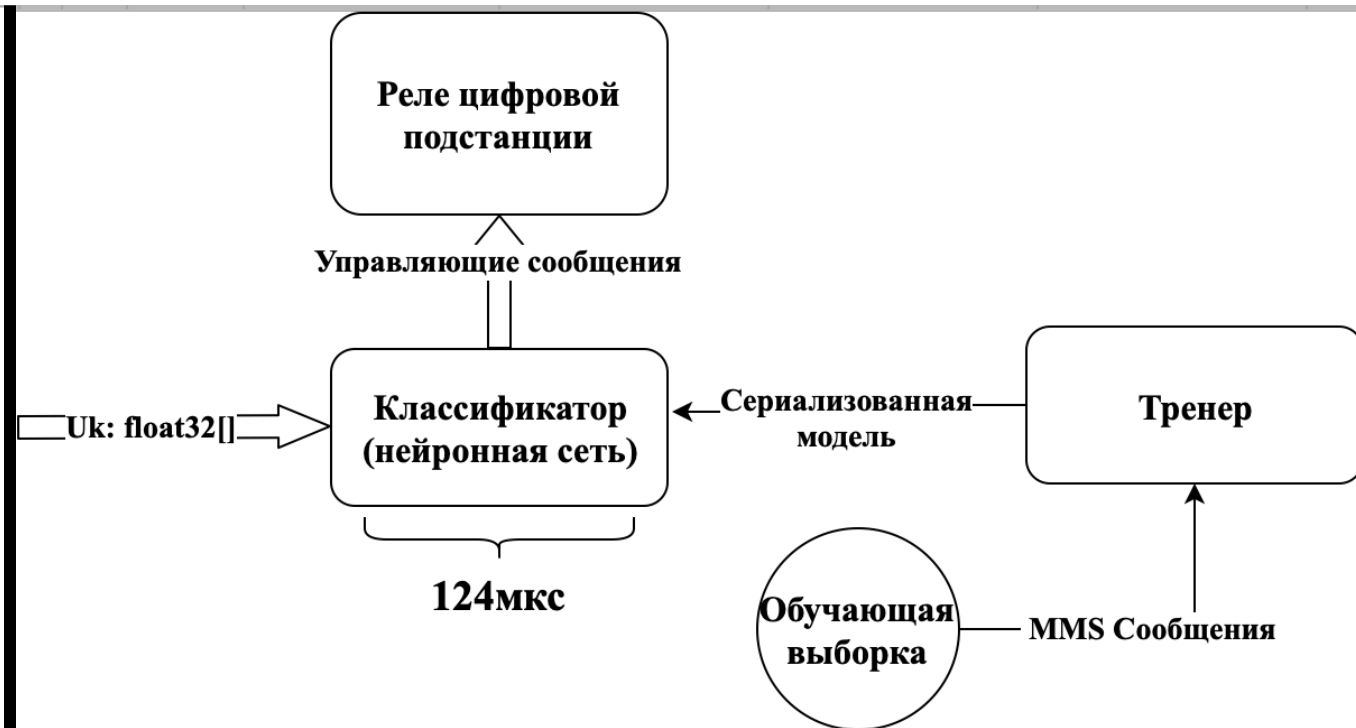 Реле цифровой
подстанции
Управляющие сообщения
Uk: float32[]
Классификатор
(нейронная сеть)
Сериализованная
модель
Тренер
124мкс
Обучающая
выборка
MMS Сообщения